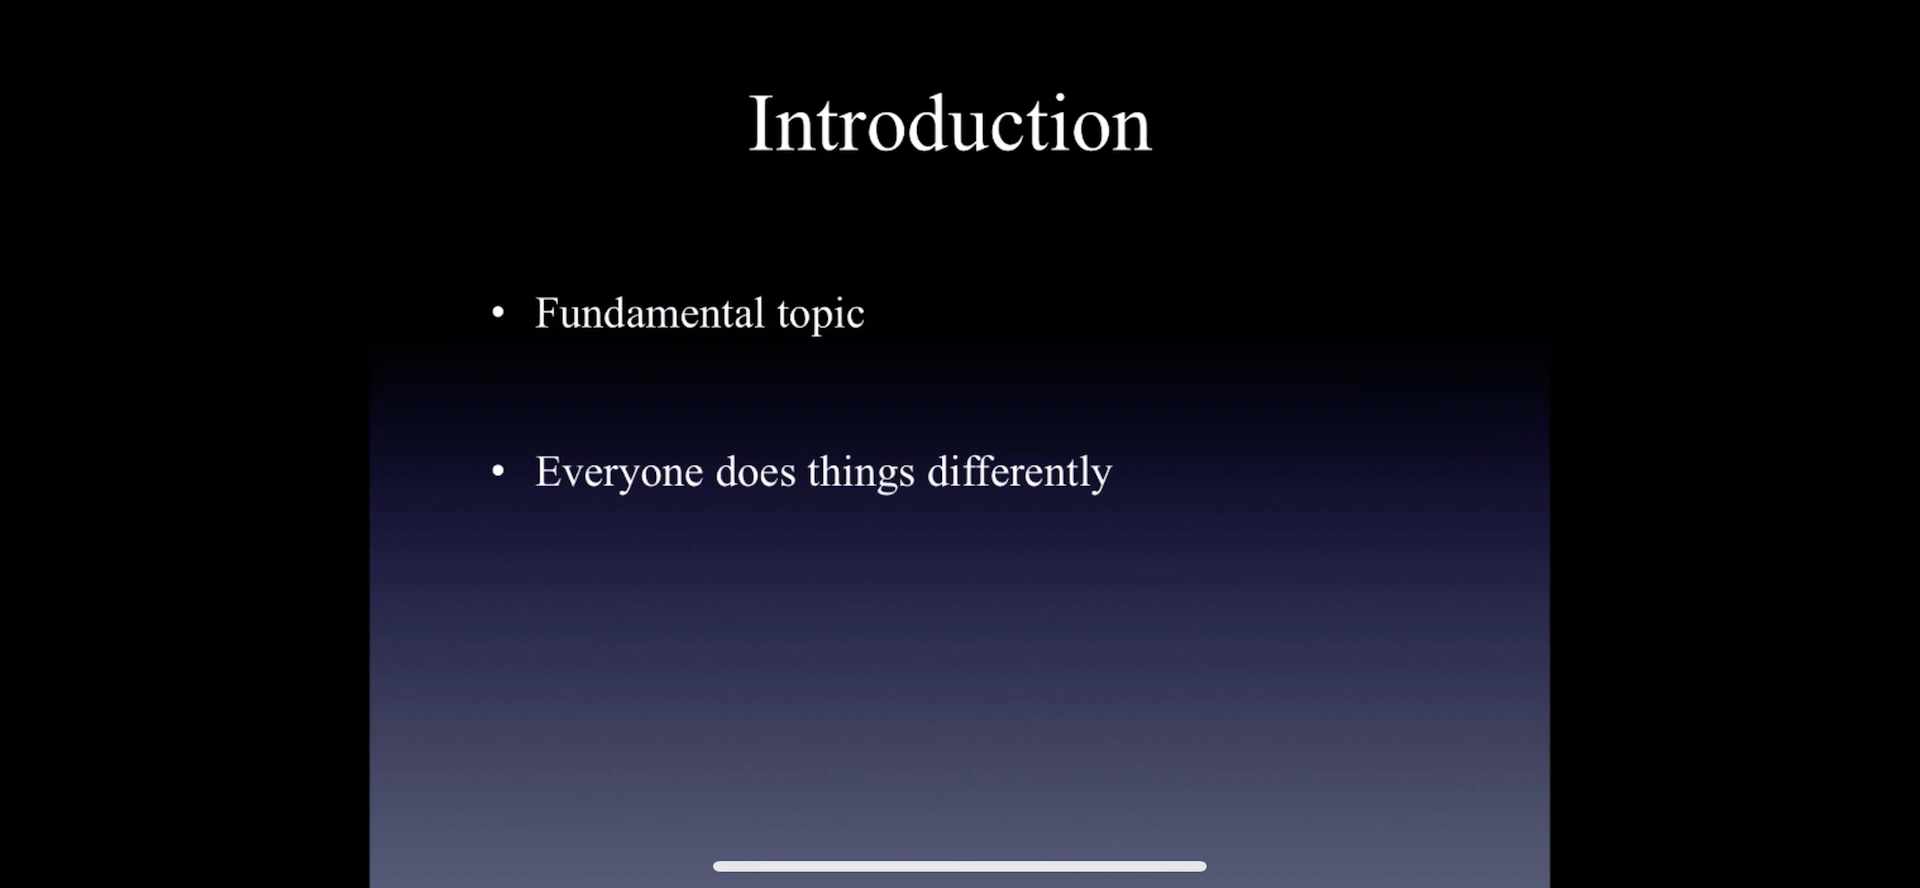 Introduction
• Fundamental topic
• Everyone does things differently